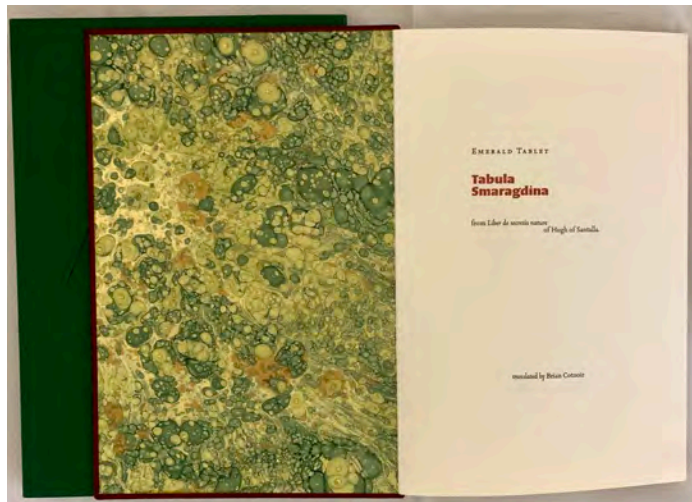 EMERALD TABLET
Tabula
Smaragdina
from Liber de secretis nature
of Hugh of Santalla.
translated by Brian Cotnoir